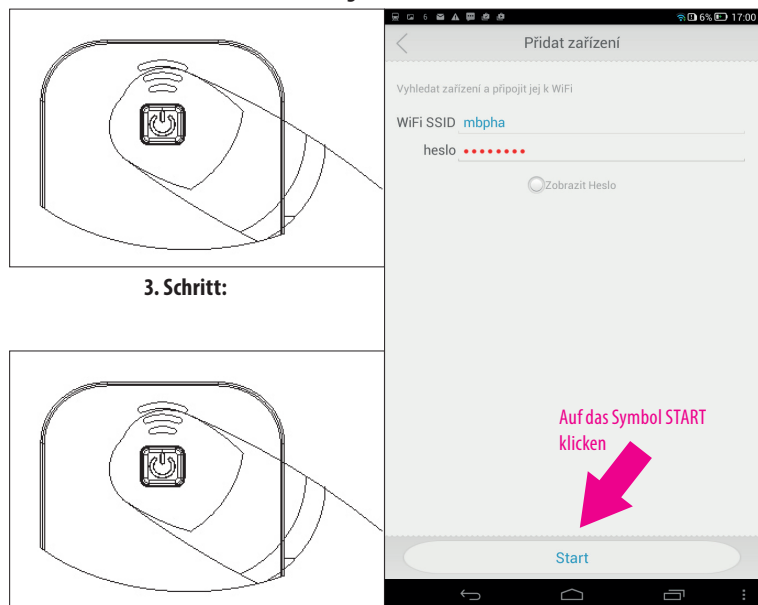 3. Schritt:
6
6% 17:00
Přidat zařízení
Vyhledat zařízení a připojit jej k WiFi
WiFi SSID mbpha
heslo ••••••••
Zobrazit Heslo
Auf das Symbol START
klicken
Start